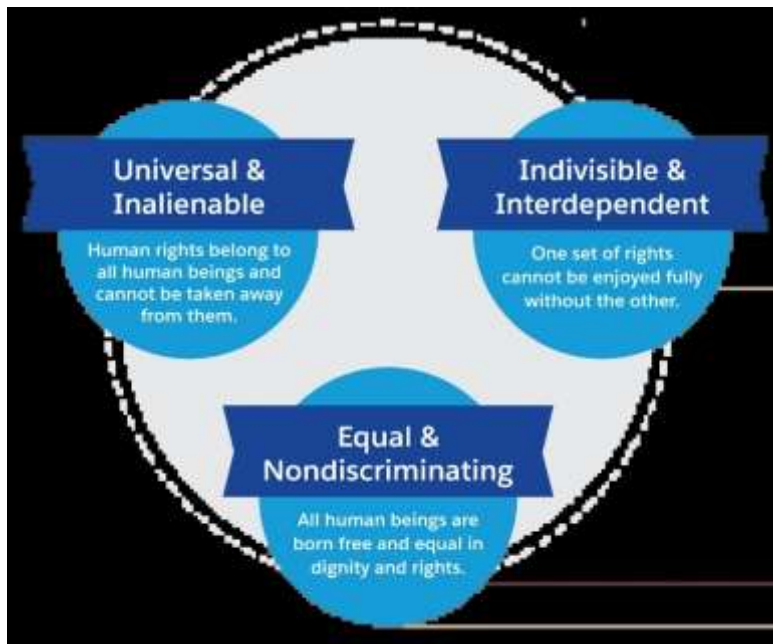 Universal &
Inalienable
Human rights belong to
all human beings and
cannot be taken away
from them.
Indivisible &
Interdependent
One set of rights
cannot be enjoyed fully
without the other.
Equal &
Nondiscriminating
All human beings are
born free and equal in
dignity and rights.